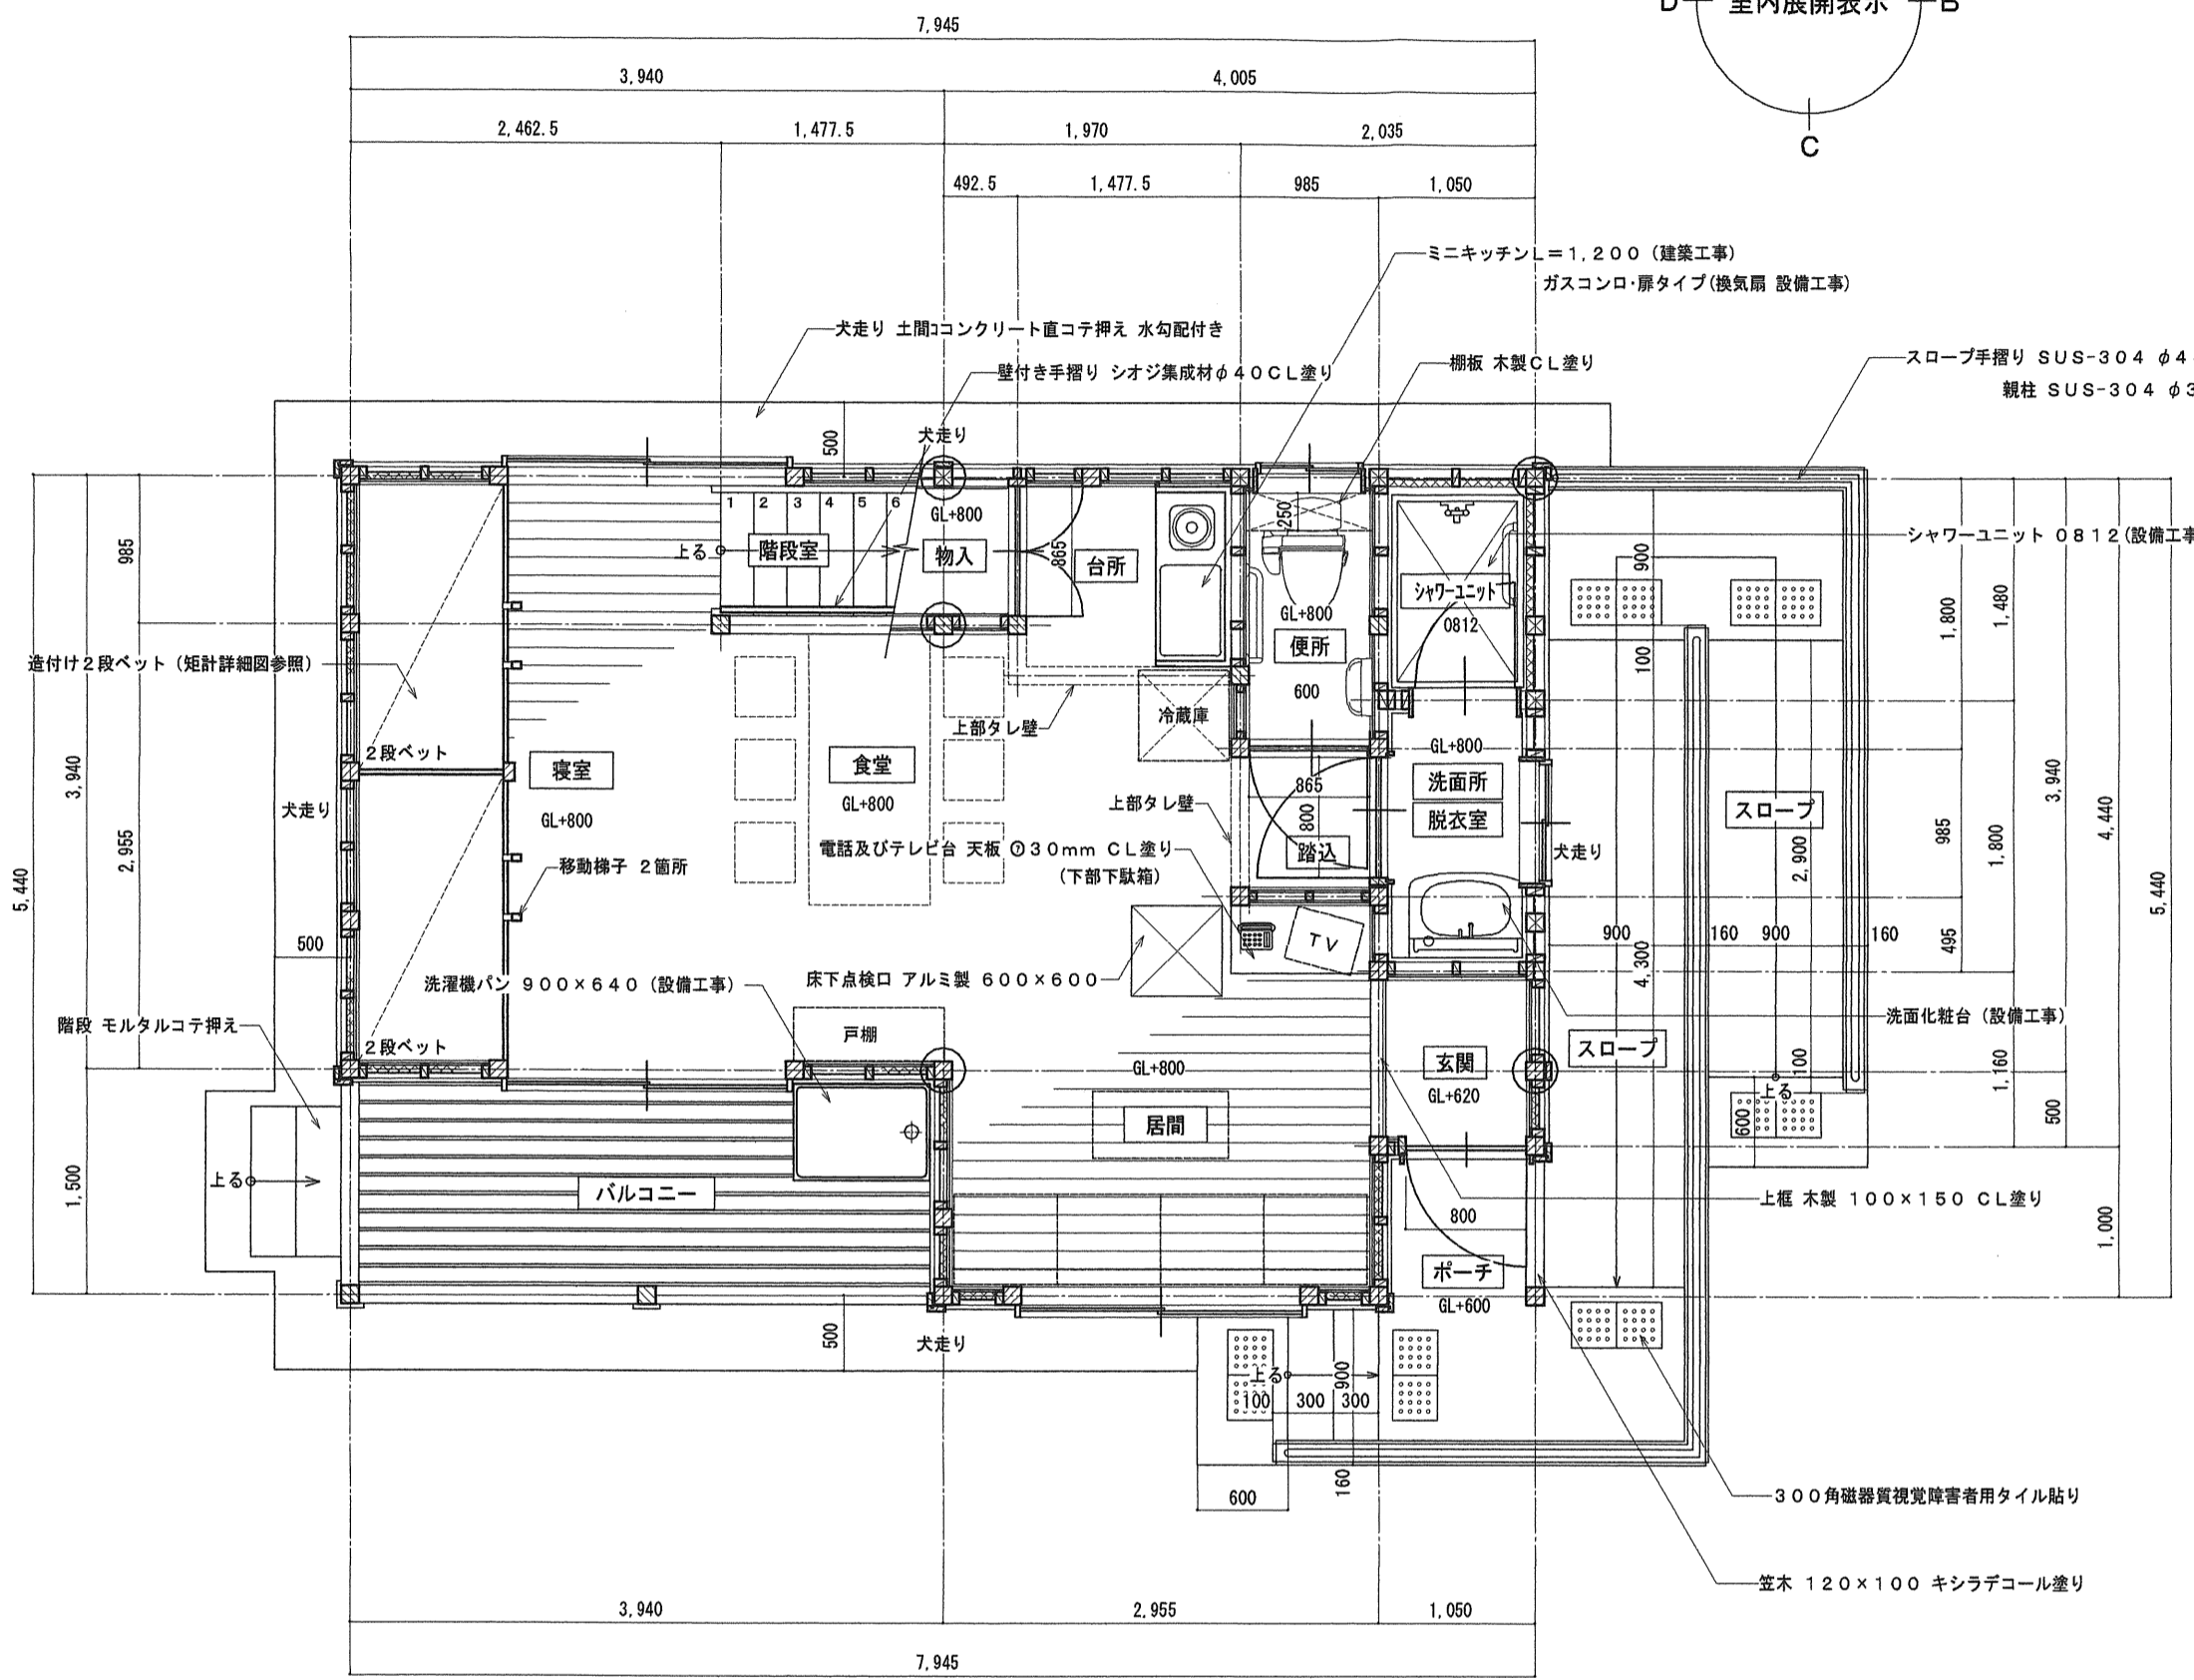 D 室内展開表示 B
C
7,945
3,940 4,005
2,462.5 1,477.5 1,970 2,035
492.5 1,477.5 985 1,050
ミニキッチンL=1,200 (建築工事)
ガスコンロ・扉タイプ(換気扇 設備工事)
犬走り 土間ココンクリート直コテ押え 水勾配付き
壁付き手摺り シオジ集成材φ40CL塗り
棚板 木製CL塗り
スロープ手摺り SUS-304 φ4
親柱 SUS-304 φ3
500
犬走り
1 2 3 4 5 6
GL+800
上る
階段室
物入
865
台所
250
GL+800
便所
600
シャワーユニット
0812
シャワーユニット 0812(設備工事
900
100
1,800
1,480
985
2,955
3,940
5,440
1,500
造付け2段ベット (矩計詳細図参照)
2段ベット
寝室
GL+800
食堂
GL+800
上部タレ壁
冷蔵庫
上部タレ壁
865
800
踏込
GL+800
洗面所
脱衣室
犬走り
犬走り
スロープ
2,900
985
1,800
3,940
4,440
5,440
移動梯子 2箇所
電話及びテレビ台 天板 ㋐30mm CL塗り
(下部下駄箱)
TV
500
洗濯機パン 900×640 (設備工事)
床下点検口 アルミ製 600×600
900 160 900 160
4,300
495
洗面化粧台 (設備工事)
階段 モルタルコテ押え
2段ベット
戸棚
GL+800
玄関
GL+620
スロープ
100
上る
600
1,160
500
居間
上る
バルコニー
800
上框 木製 100×150 CL塗り
1,000
ポーチ
GL+600
500
犬走り
上る
900
100 300 300
600
160
300角磁器質視覚障害者用タイル貼り
笠木 120×100 キシラデコール塗り
3,940 2,955 1,050
7,945